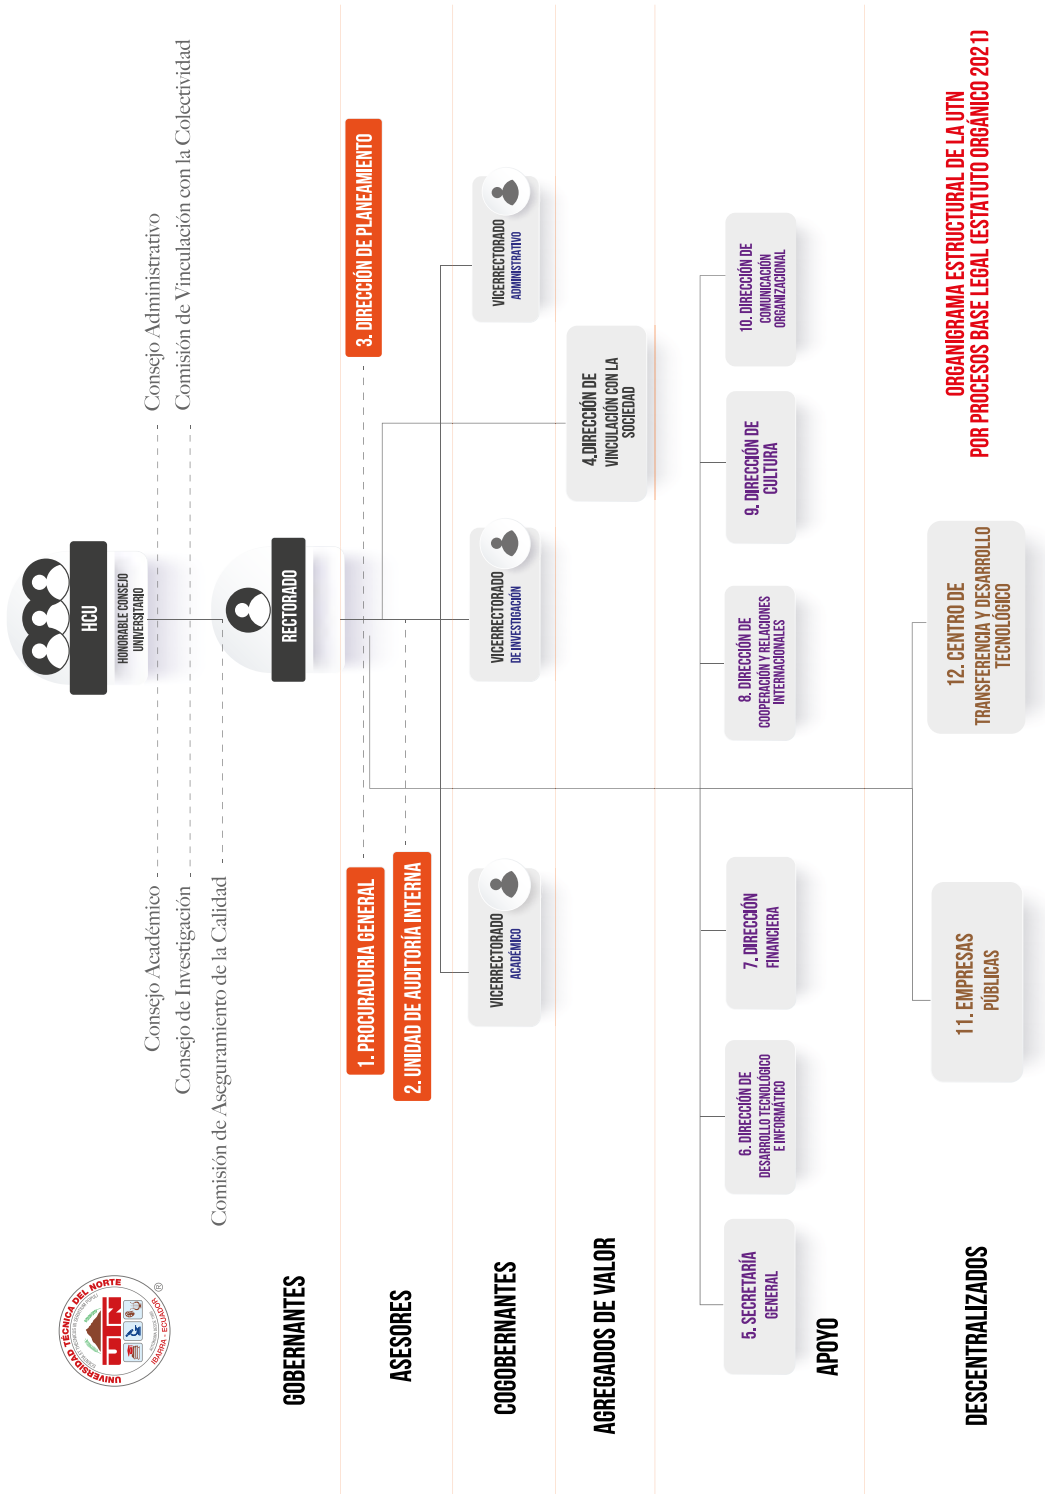 UNIVERSIDAD TÉCNICA DEL NORTE
IBARRA - ECUADOR
UTN
®
HCU
HONORABLE CONSEJO
UNIVERSITARIO
Consejo Académico
Consejo Administrativo
Consejo de Investigación
Comisión de Vinculación con la Colectividad
Comisión de Aseguramiento de la Calidad
GOBERNANTES
RECTORADO
ASESORES
1. PROCURADURIA GENERAL
3. DIRECCIÓN DE PLANEAMIENTO
2. UNIDAD DE AUDITORÍA INTERNA
COGOBERNANTES
VICERRECTORADO
ACADÉMICO
VICERRECTORADO
DE INVESTIGACIÓN
VICERRECTORADO
ADMINISTRATIVO
AGREGADOS DE VALOR
4.DIRECCIÓN DE
VINCULACIÓN CON LA
SOCIEDAD
APOYO
5. SECRETARÍA
GENERAL
6. DIRECCIÓN DE
DESARROLLO TECNOLÓGICO
E INFORMÁTICO
7. DIRECCIÓN
FINANCIERA
8. DIRECCIÓN DE
COOPERACIÓN Y RELACIONES
INTERNACIONALES
9. DIRECCIÓN DE
CULTURA
10. DIRECCIÓN DE
COMUNICACIÓN
ORGANIZACIONAL
DESCENTRALIZADOS
11. EMPRESAS
PÚBLICAS
12. CENTRO DE
TRANSFERENCIA Y DESARROLLO
TECNOLÓGICO
ORGANIGRAMA ESTRUCTURAL DE LA UTN
POR PROCESOS BASE LEGAL (ESTATUTO ORGÁNICO 2021)